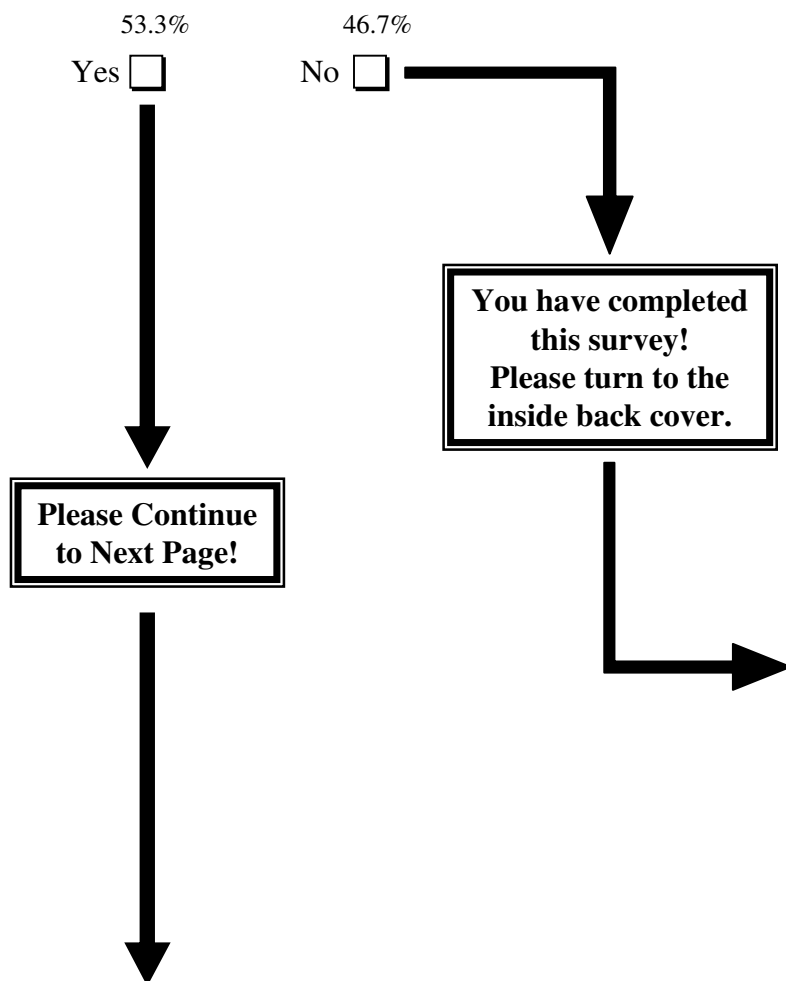 53.3% 46.7%
Yes No
You have completed
this survey!
Please turn to the
inside back cover.
Please Continue
to Next Page!